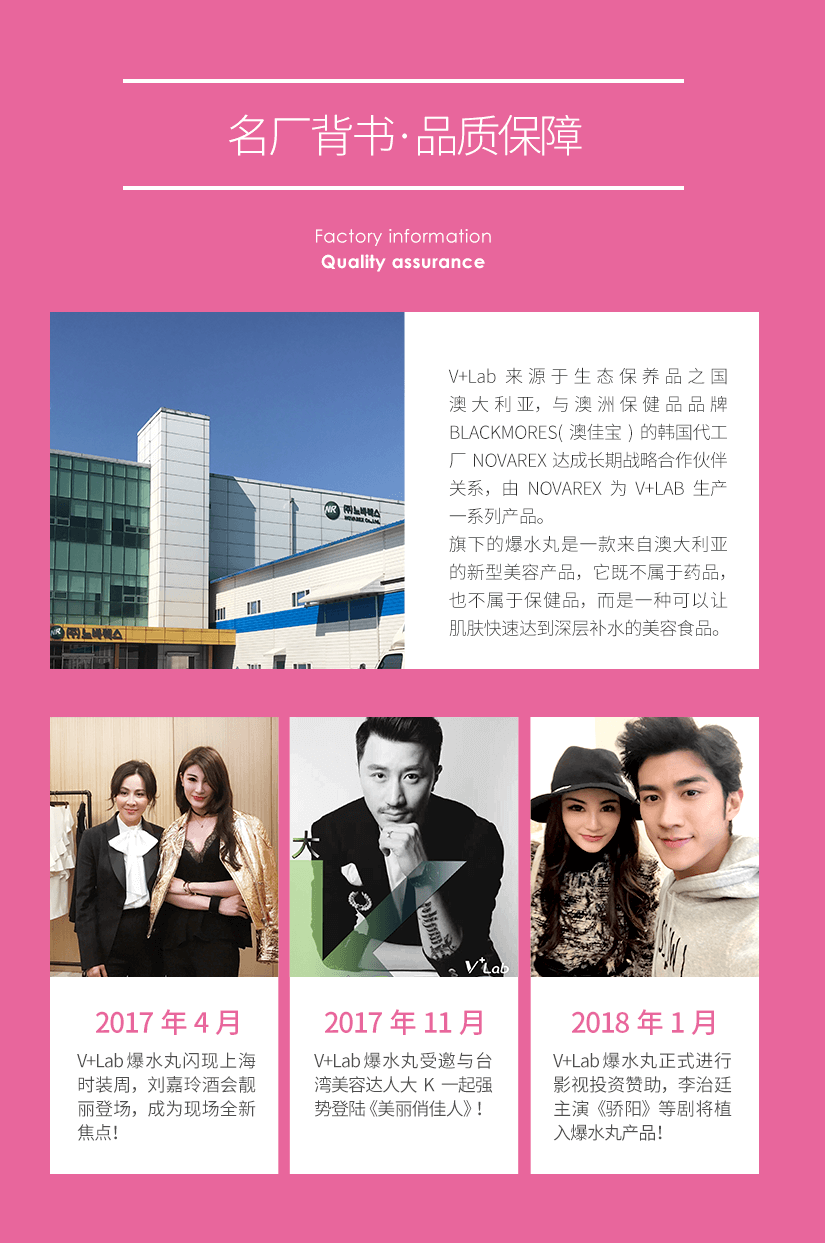 名厂背书·品质保障
Factory information
Quality assurance
NR (주)노바렉스
NOVAREX Co.,Ltd.
NR (주)노바렉스
V+Lab 来源于生态保养品之国
澳大利亚，与澳洲保健品品牌
BLACKMORES( 澳佳宝 ) 的韩国代工
厂 NOVAREX 达成长期战略合作伙伴
关系，由 NOVAREX 为 V+LAB 生产
一系列产品。
旗下的爆水丸是一款来自澳大利亚
的新型美容产品，它既不属于药品，
也不属于保健品，而是一种可以让
肌肤快速达到深层补水的美容食品。
大
V+Lab
2017 年 4 月
V+Lab 爆水丸闪现上海
时装周，刘嘉玲酒会靓
丽登场，成为现场全新
焦点！
2017 年 11 月
V+Lab 爆水丸受邀与台
湾美容达人大 K 一起强
势登陆《美丽俏佳人》！
2018 年 1 月
V+Lab 爆水丸正式进行
影视投资赞助，李治廷
主演《骄阳》等剧将植
入爆水丸产品！